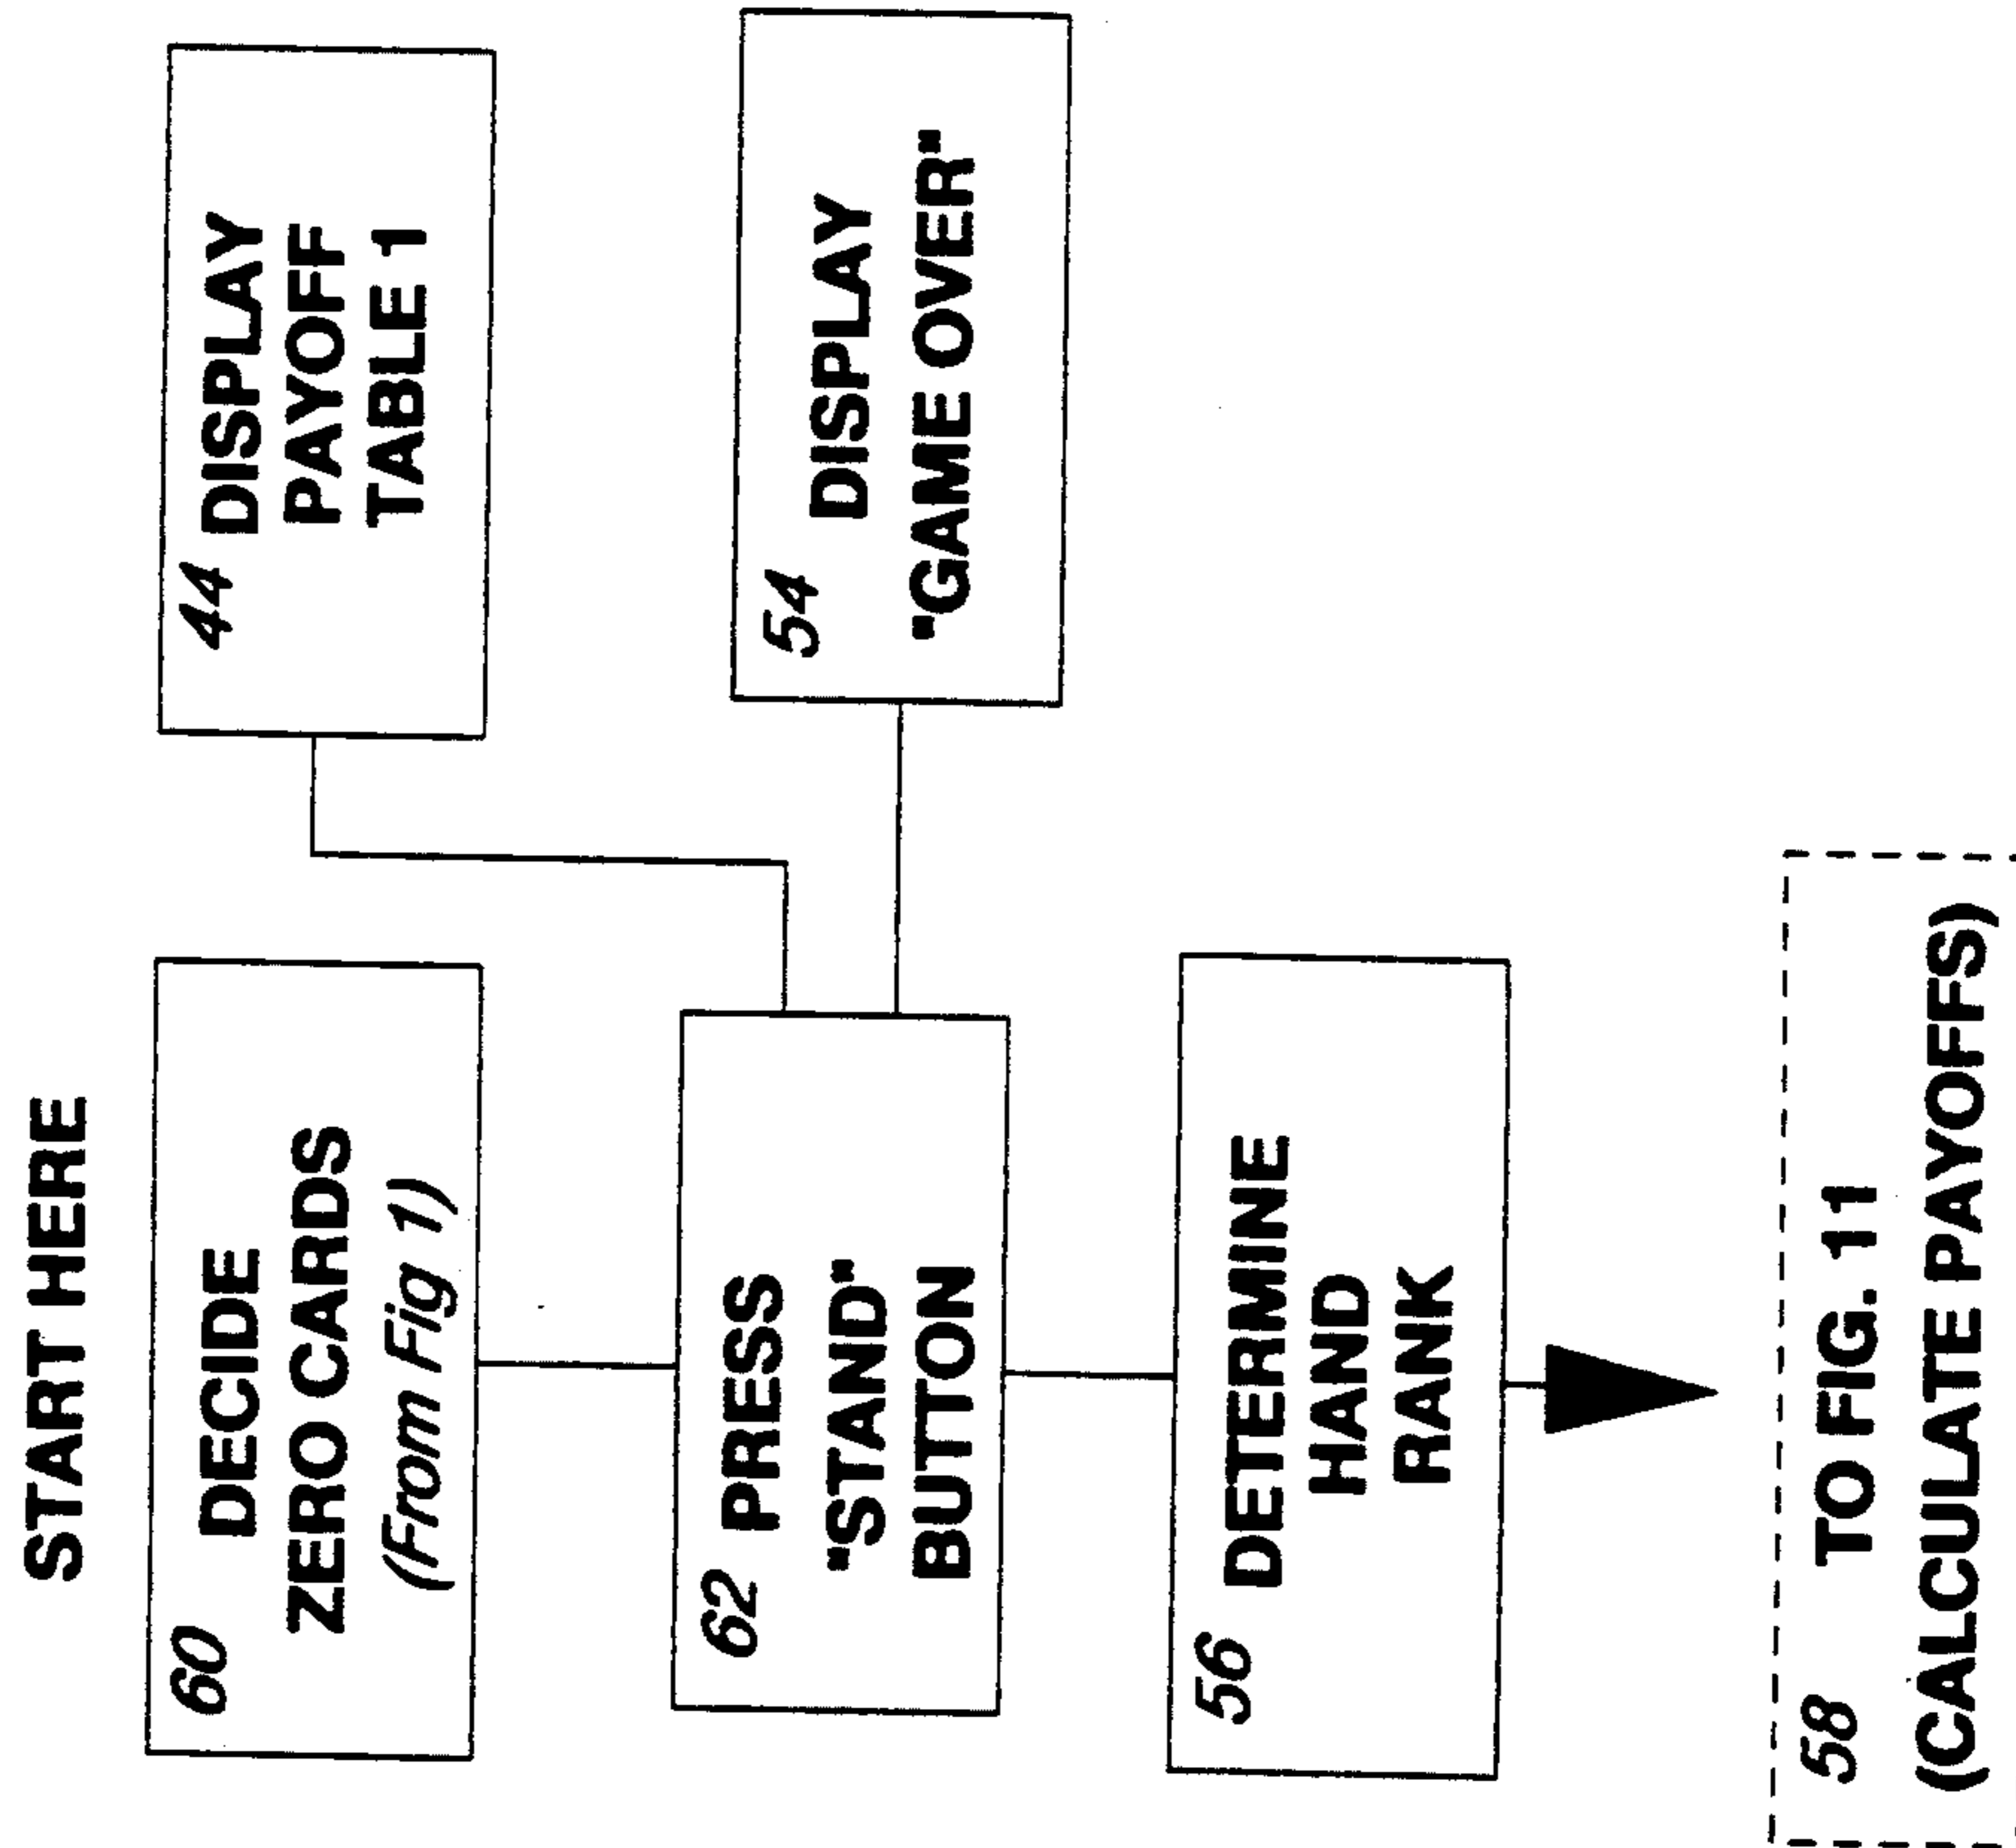 START HERE
60 DECIDE
ZERO CARDS
(From Fig 1)
44 DISPLAY
PAYOFF
TABLE 1
62 PRESS
"STAND"
BUTTON
54 DISPLAY
"GAME OVER"
56 DETERMINE
HAND
RANK
58 TO FIG. 11
(CALCULATE PAYOFFS)